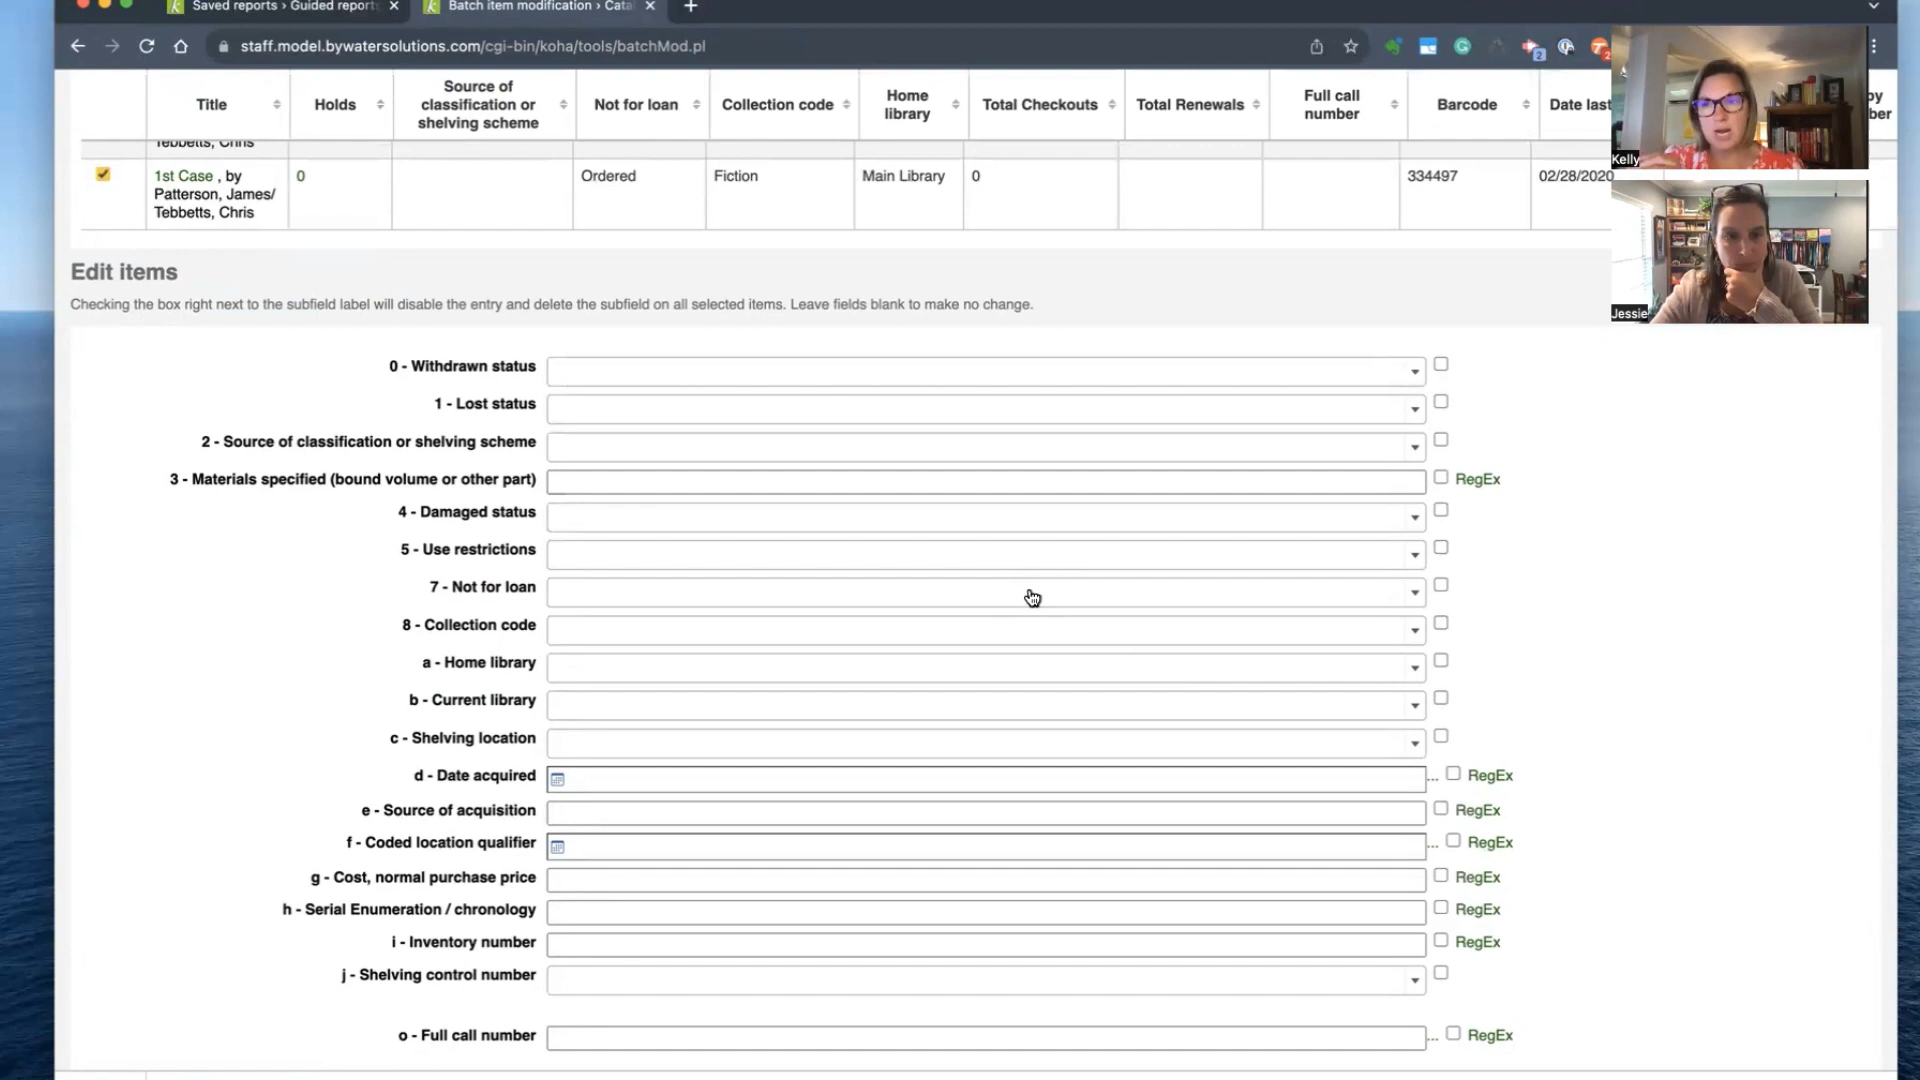 Saved reports › Guided report
Batch item modification › Cata
staff.model.bywatersolutions.com/cgi-bin/koha/tools/batchMod.pl
Title
Holds
Source of classification or shelving scheme
Not for loan
Collection code
Home library
Total Checkouts
Total Renewals
Full call number
Barcode
Date last
by
ber
Tebbetts, Chris
1st Case , by
Patterson, James/
Tebbetts, Chris
0
Ordered
Fiction
Main Library
0
334497
02/28/2020
Kelly
Jessie
Edit items
Checking the box right next to the subfield label will disable the entry and delete the subfield on all selected items. Leave fields blank to make no change.
0 - Withdrawn status
1 - Lost status
2 - Source of classification or shelving scheme
3 - Materials specified (bound volume or other part) RegEx
4 - Damaged status
5 - Use restrictions
7 - Not for loan
8 - Collection code
a - Home library
b - Current library
c - Shelving location
d - Date acquired ... RegEx
e - Source of acquisition RegEx
f - Coded location qualifier ... RegEx
g - Cost, normal purchase price RegEx
h - Serial Enumeration / chronology RegEx
i - Inventory number RegEx
j - Shelving control number
o - Full call number ... RegEx